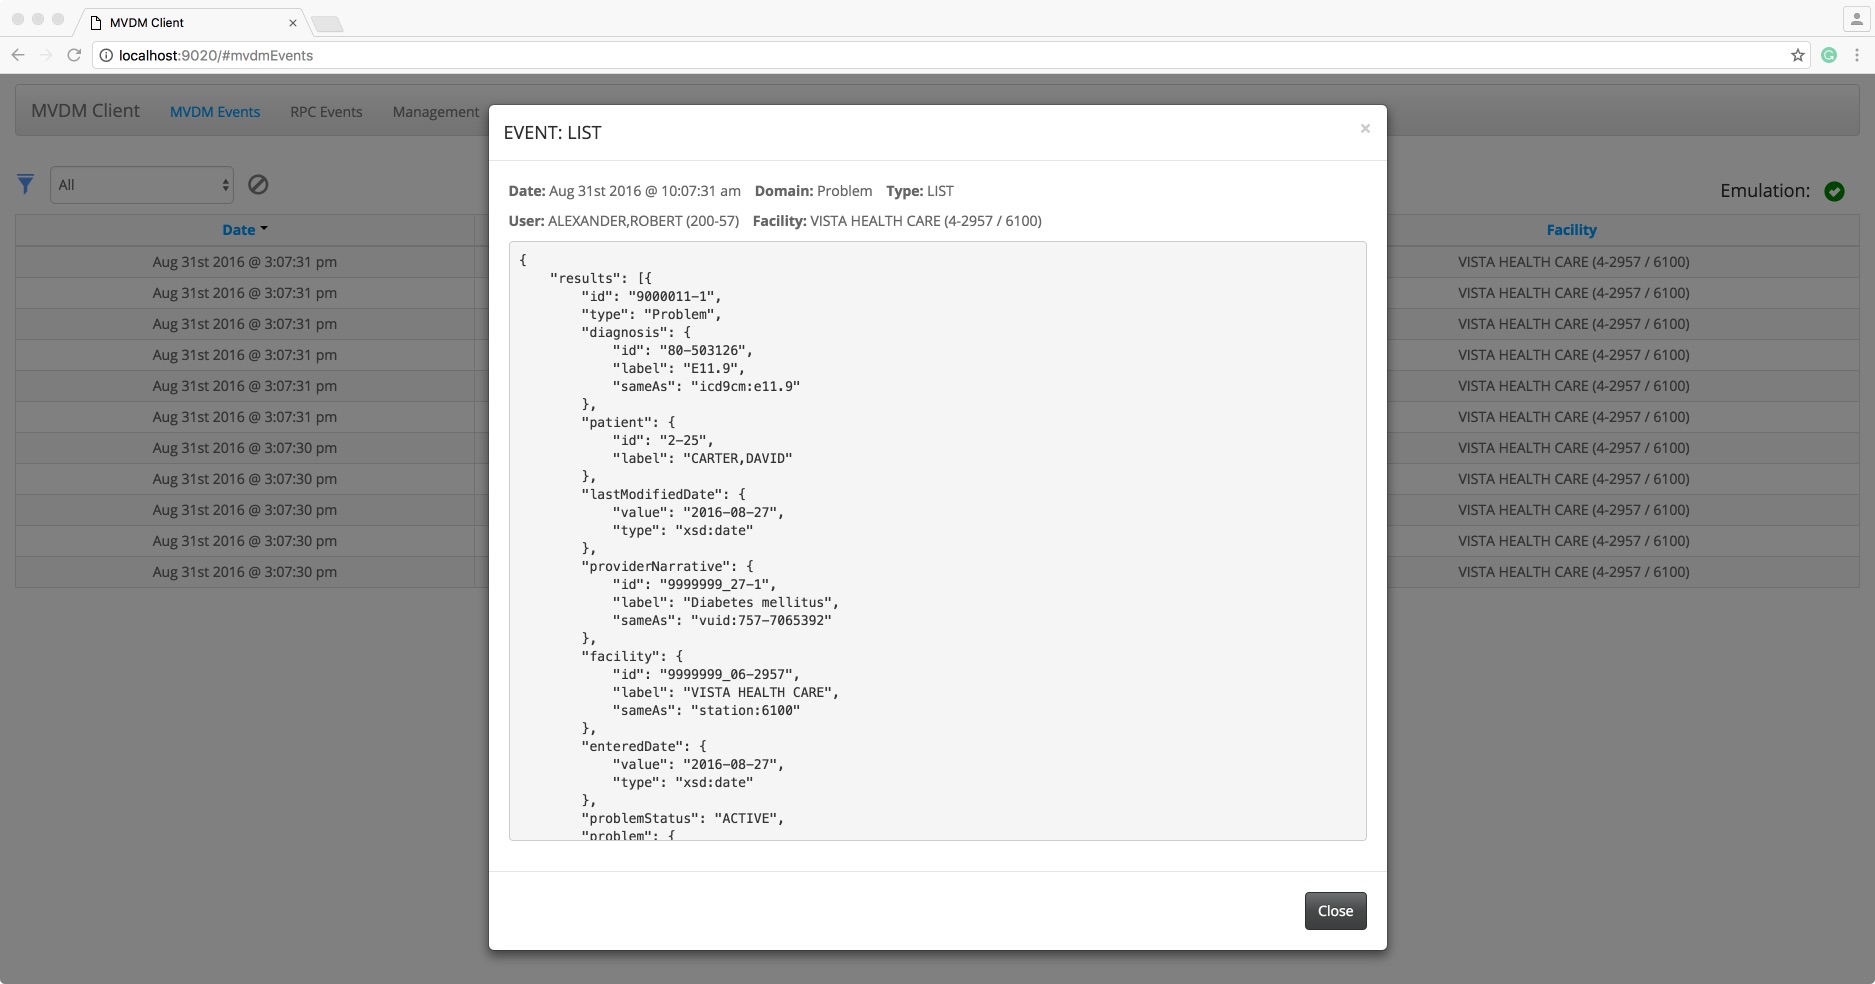 MVDM Client
localhost:9020/#mvdmEvents
MVDM Client MVDM Events RPC Events Management
EVENT: LIST
×
All
Emulation:
Date: Aug 31st 2016 @ 10:07:31 am Domain: Problem Type: LIST
User: ALEXANDER,ROBERT (200-57) Facility: VISTA HEALTH CARE (4-2957 / 6100)
Date Facility
Aug 31st 2016 @ 3:07:31 pm VISTA HEALTH CARE (4-2957 / 6100)
Aug 31st 2016 @ 3:07:31 pm VISTA HEALTH CARE (4-2957 / 6100)
Aug 31st 2016 @ 3:07:31 pm VISTA HEALTH CARE (4-2957 / 6100)
Aug 31st 2016 @ 3:07:31 pm VISTA HEALTH CARE (4-2957 / 6100)
Aug 31st 2016 @ 3:07:31 pm VISTA HEALTH CARE (4-2957 / 6100)
Aug 31st 2016 @ 3:07:31 pm VISTA HEALTH CARE (4-2957 / 6100)
Aug 31st 2016 @ 3:07:30 pm VISTA HEALTH CARE (4-2957 / 6100)
Aug 31st 2016 @ 3:07:30 pm VISTA HEALTH CARE (4-2957 / 6100)
Aug 31st 2016 @ 3:07:30 pm VISTA HEALTH CARE (4-2957 / 6100)
Aug 31st 2016 @ 3:07:30 pm VISTA HEALTH CARE (4-2957 / 6100)
Aug 31st 2016 @ 3:07:30 pm VISTA HEALTH CARE (4-2957 / 6100)
{
"results": [{
"id": "9000011-1",
"type": "Problem",
"diagnosis": {
"id": "80-503126",
"label": "E11.9",
"sameAs": "icd9cm:e11.9"
},
"patient": {
"id": "2-25",
"label": "CARTER,DAVID"
},
"lastModifiedDate": {
"value": "2016-08-27",
"type": "xsd:date"
},
"providerNarrative": {
"id": "9999999_27-1",
"label": "Diabetes mellitus",
"sameAs": "vuid:757-7065392"
},
"facility": {
"id": "9999999_06-2957",
"label": "VISTA HEALTH CARE",
"sameAs": "station:6100"
},
"enteredDate": {
"value": "2016-08-27",
"type": "xsd:date"
},
"problemStatus": "ACTIVE",
"problem": {
Close